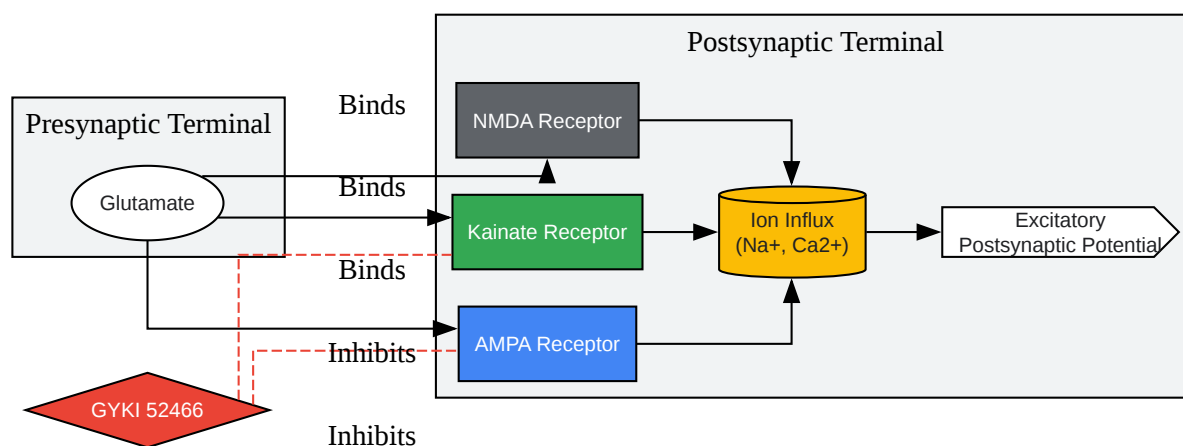 Postsynaptic Terminal
Presynaptic Terminal
Binds
NMDA Receptor
Glutamate
Binds
Kainate Receptor
Ion Influx
(Na+, Ca2+)
Excitatory
Postsynaptic Potential
Binds
AMPA Receptor
Inhibits
GYKI 52466
Inhibits